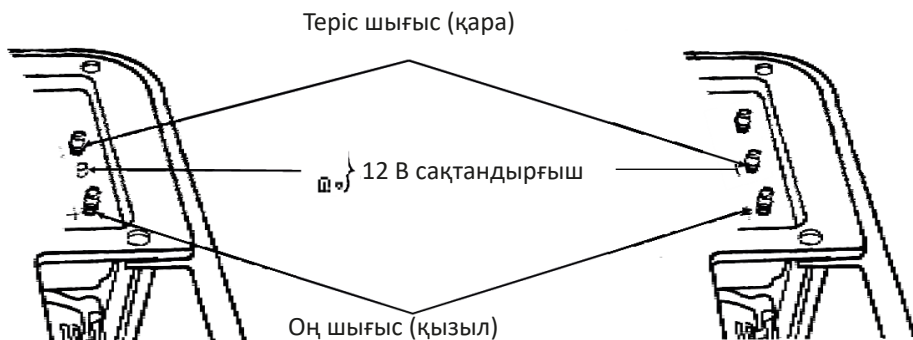 Теріс шығыс (қара)
12 В сақтандырғыш
Оң шығыс (қызыл)